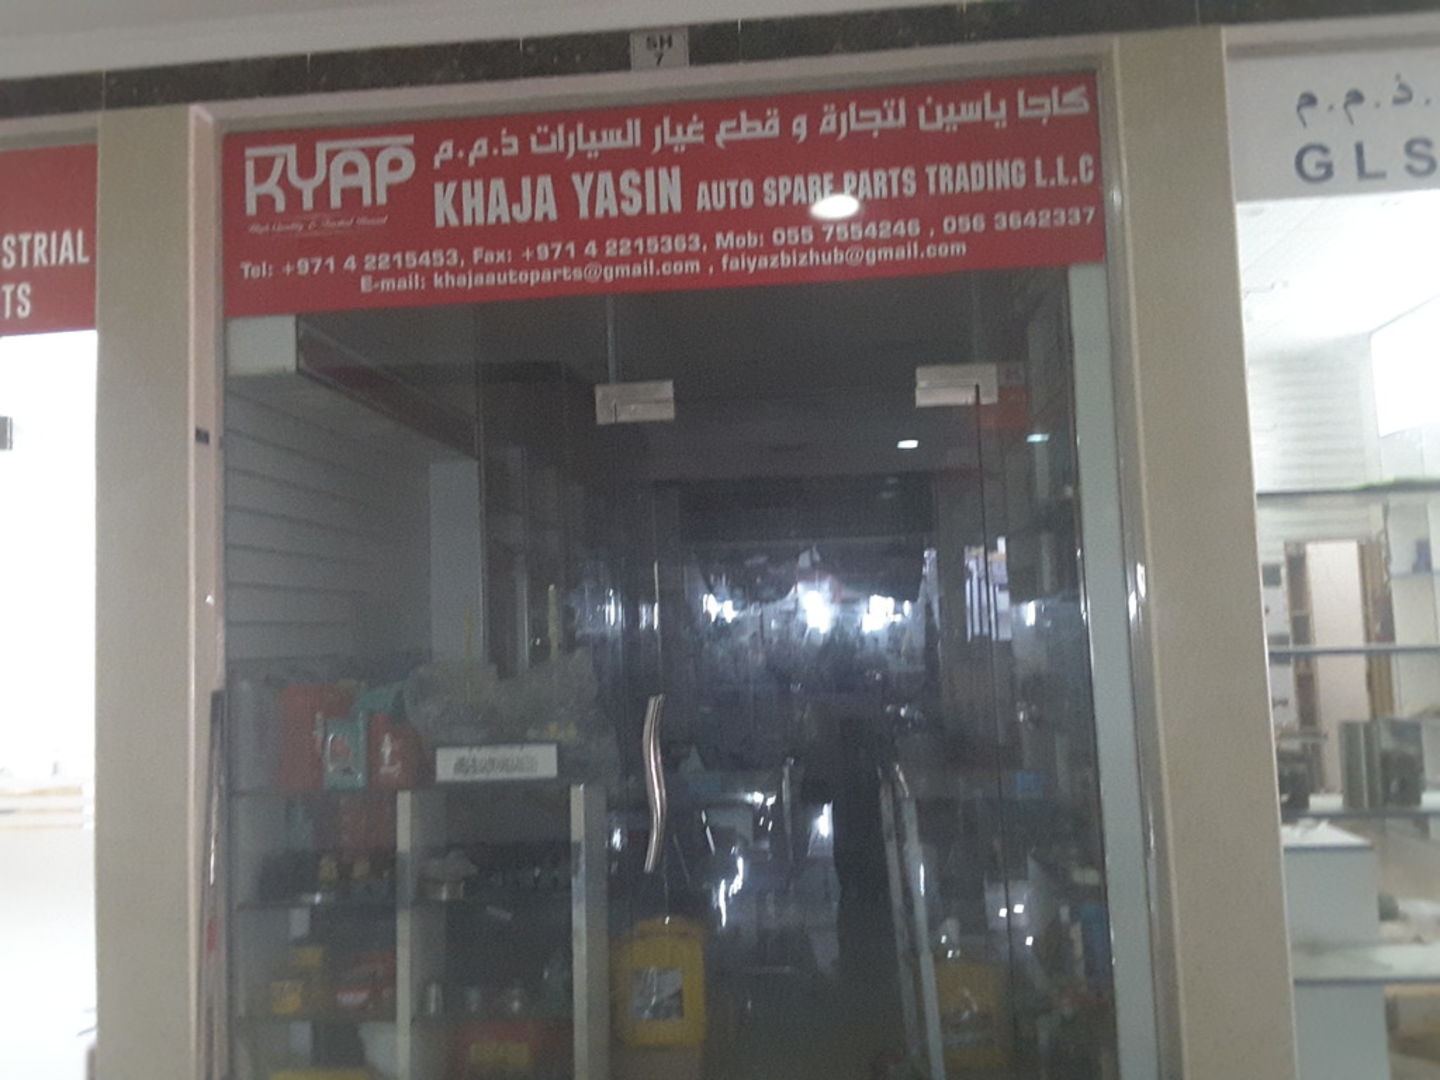 SH
7
كاجا ياسين لتجارة و قطع غيار السيارات ذ.م.م
KYAP
KHAJA YASIN AUTO SPARE PARTS TRADING L.L.C
Tel: +971 4 2215453, Fax: +971 4 2215363, Mob: 055 7554246 , 056 3642337
E-mail: khajaautoparts@gmail.com , faiyazbizhub@gmail.com
STRIAL
TS
ذ.م.م.
GLS